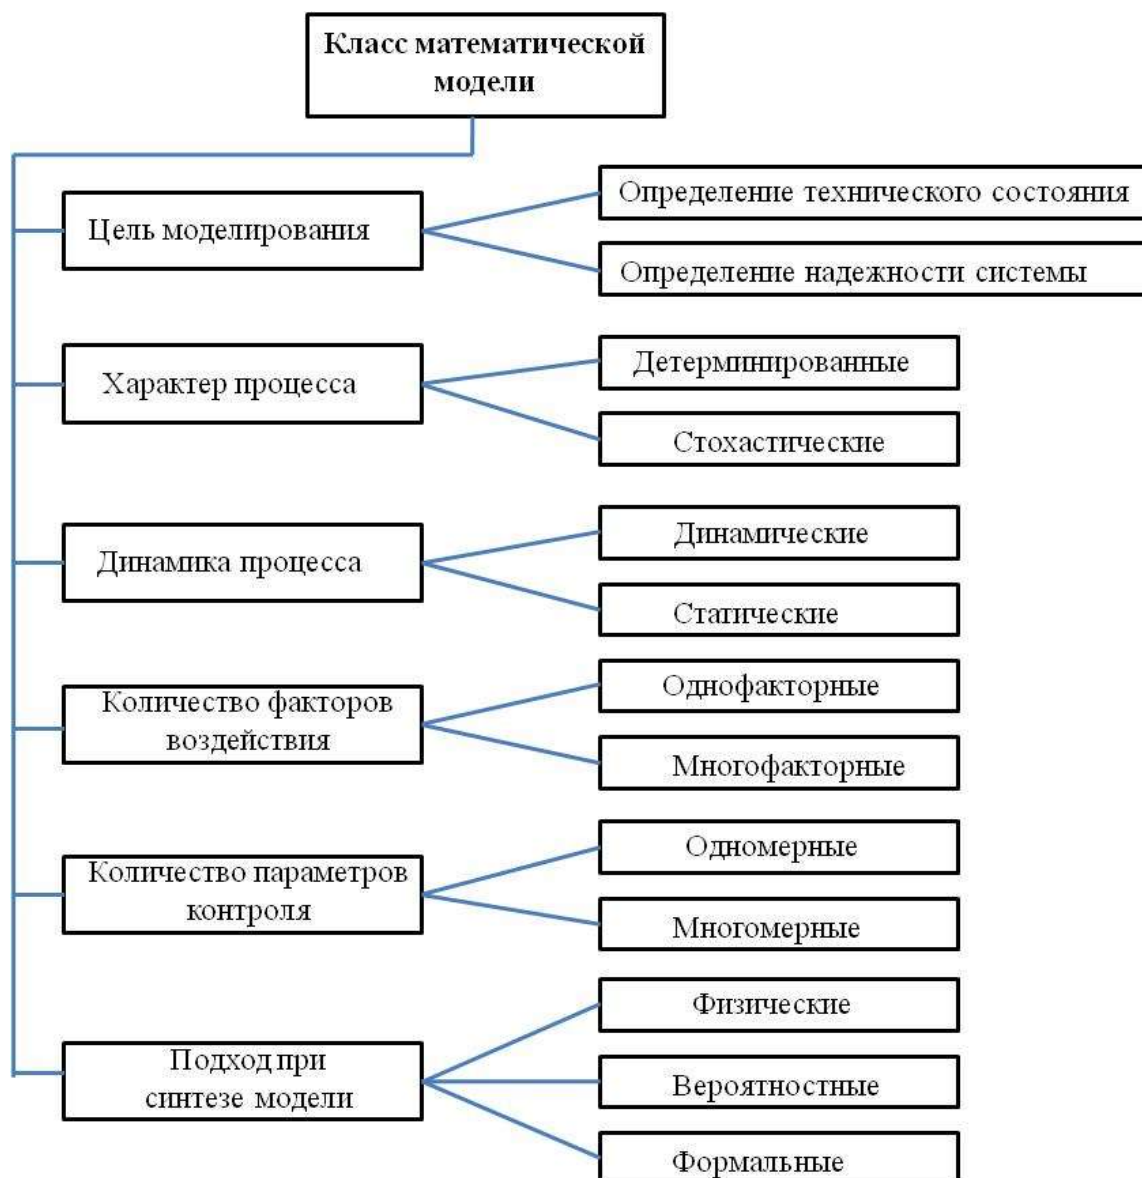 Класс математической
модели
Цель моделирования
Определение технического состояния
Определение надежности системы
Характер процесса
Детерминированные
Стохастические
Динамика процесса
Динамические
Статические
Количество факторов
воздействия
Однофакторные
Многофакторные
Количество параметров
контроля
Одномерные
Многомерные
Подход при
синтезе модели
Физические
Вероятностные
Формальные